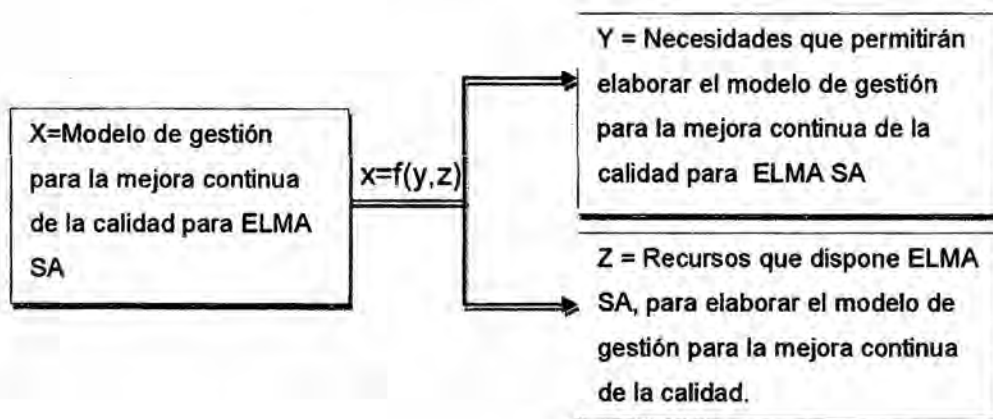 X=Modelo de gestión
para la mejora continua
de la calidad para ELMA
SA
x=f(y,z)
Y = Necesidades que permitirán
elaborar el modelo de gestión
para la mejora continua de la
calidad para ELMA SA
Z = Recursos que dispone ELMA
SA, para elaborar el modelo de
gestión para la mejora continua
de la calidad.